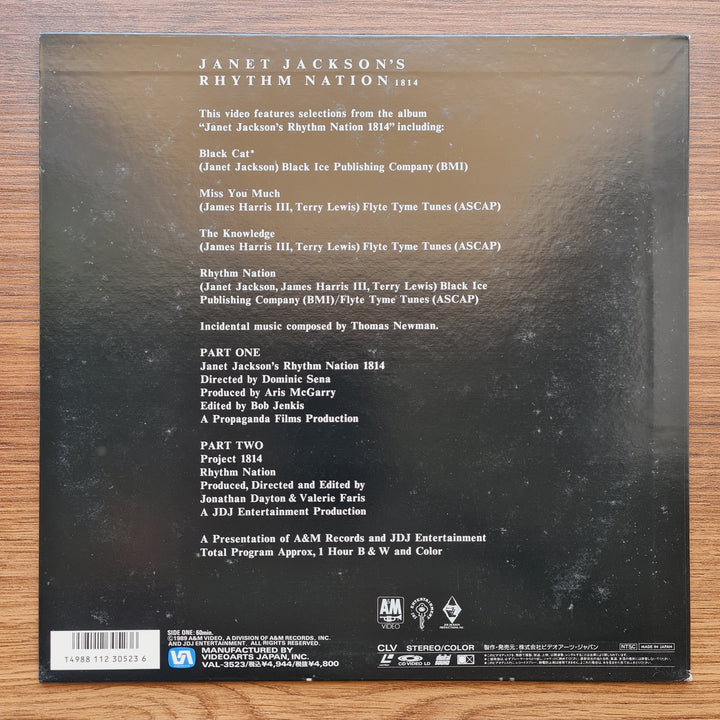 JANET JACKSON'S
RHYTHM NATION 1814
This video features selections from the album
"Janet Jackson's Rhythm Nation 1814" including:
Black Cat*
(Janet Jackson) Black Ice Publishing Company (BMI)
Miss You Much
(James Harris III, Terry Lewis) Flyte Tyme Tunes (ASCAP)
The Knowledge
(James Harris III, Terry Lewis) Flyte Tyme Tunes (ASCAP)
Rhythm Nation
(Janet Jackson, James Harris III, Terry Lewis) Black Ice
Publishing Company (BMI)/Flyte Tyme Tunes (ASCAP)
Incidental music composed by Thomas Newman.
PART ONE
Janet Jackson's Rhythm Nation 1814
Directed by Dominic Sena
Produced by Aris McGarry
Edited by Bob Jenkis
A Propaganda Films Production
PART TWO
Project 1814
Rhythm Nation
Produced, Directed and Edited by
Jonathan Dayton & Valerie Faris
A JDJ Entertainment Production
A Presentation of A&M Records and JDJ Entertainment
Total Program Approx, 1 Hour B & W and Color
A&M
VIDEO
T4988 112 30523 6
SIDE ONE: 60min.
©1989 A&M VIDEO, A DIVISION OF A&M RECORDS, INC.
AND JDJ ENTERTAINMENT. ALL RIGHTS RESERVED.
MANUFACTURED BY
VIDEOARTS JAPAN, INC.
VAL-3523/税込¥4,944/税抜¥4,800
CLV STEREO/COLOR
CD VIDEO LD
製作・発売元:株式会社ビデオアーツ・ジャパン
NTSC
MADE IN JAPAN